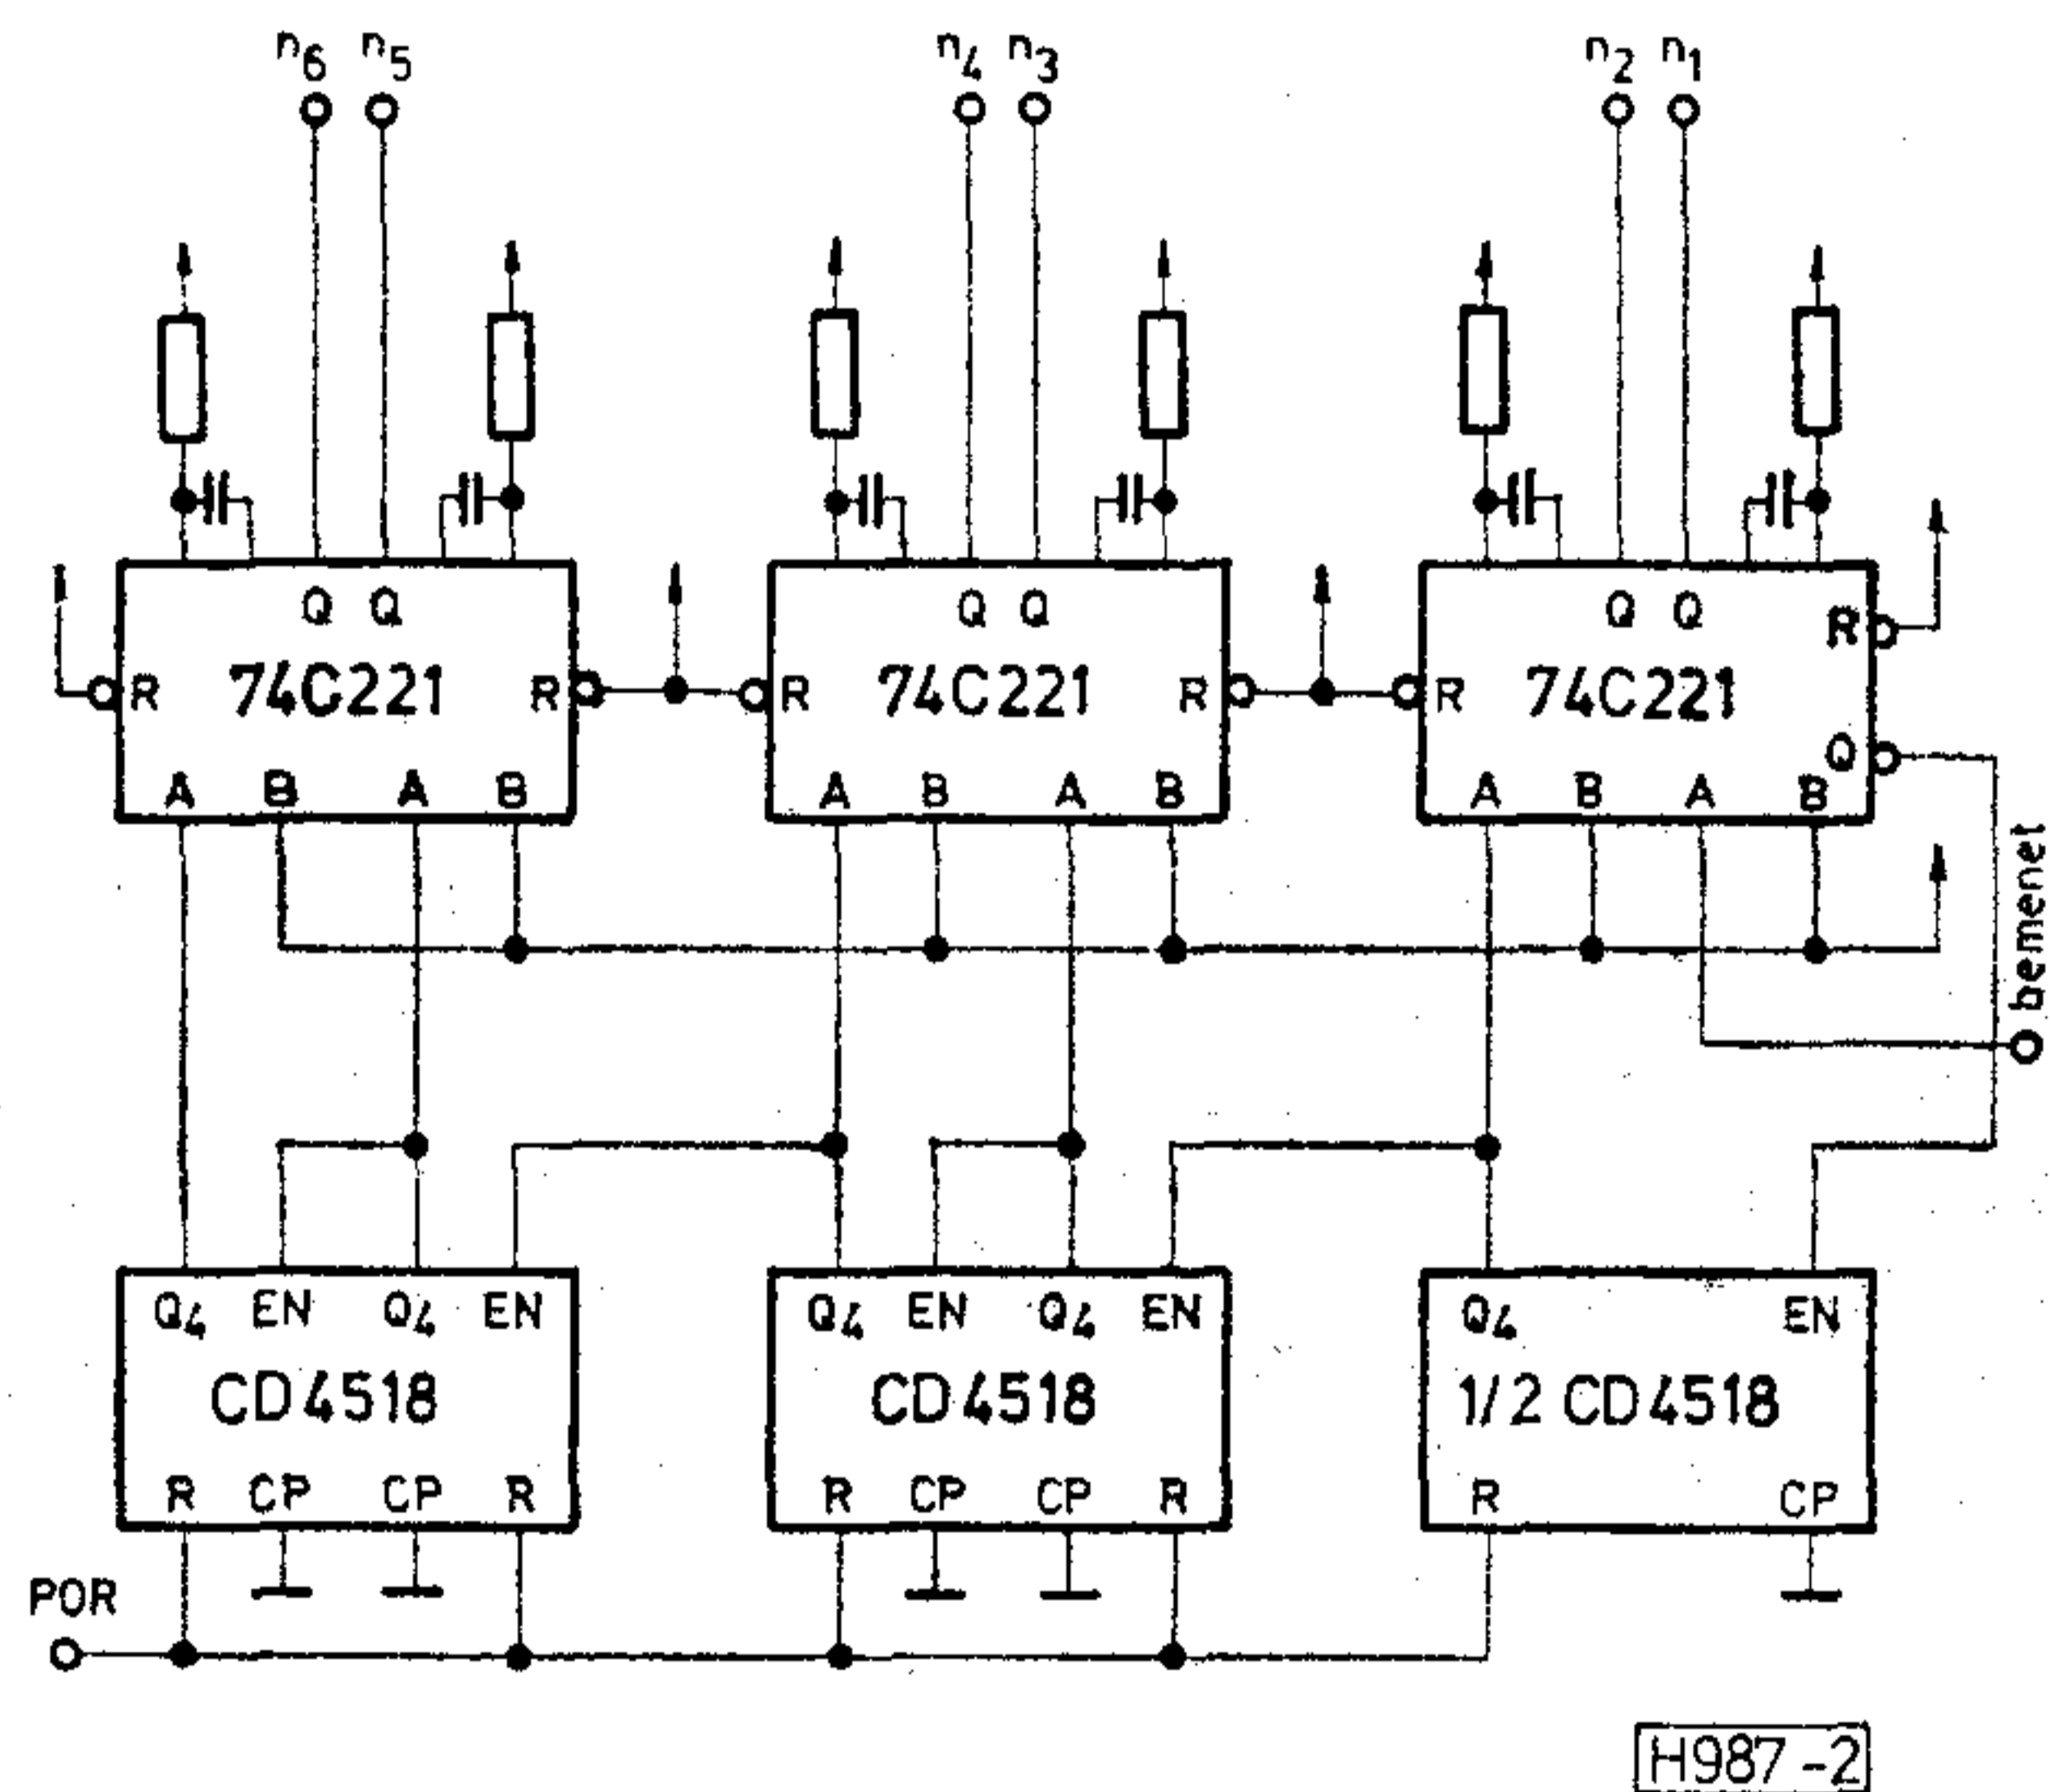 n6 n5 n4 n3 n2 n1
Q Q Q Q Q Q R
R 74C221 R R 74C221 R R 74C221
Q
A B A B A B A B A B A B
bemenet
Q4 EN Q4 EN Q4 EN Q4 EN Q4 EN
CD4518 CD4518 1/2 CD4518
R CP CP R R CP CP R R CP
POR
H987-2